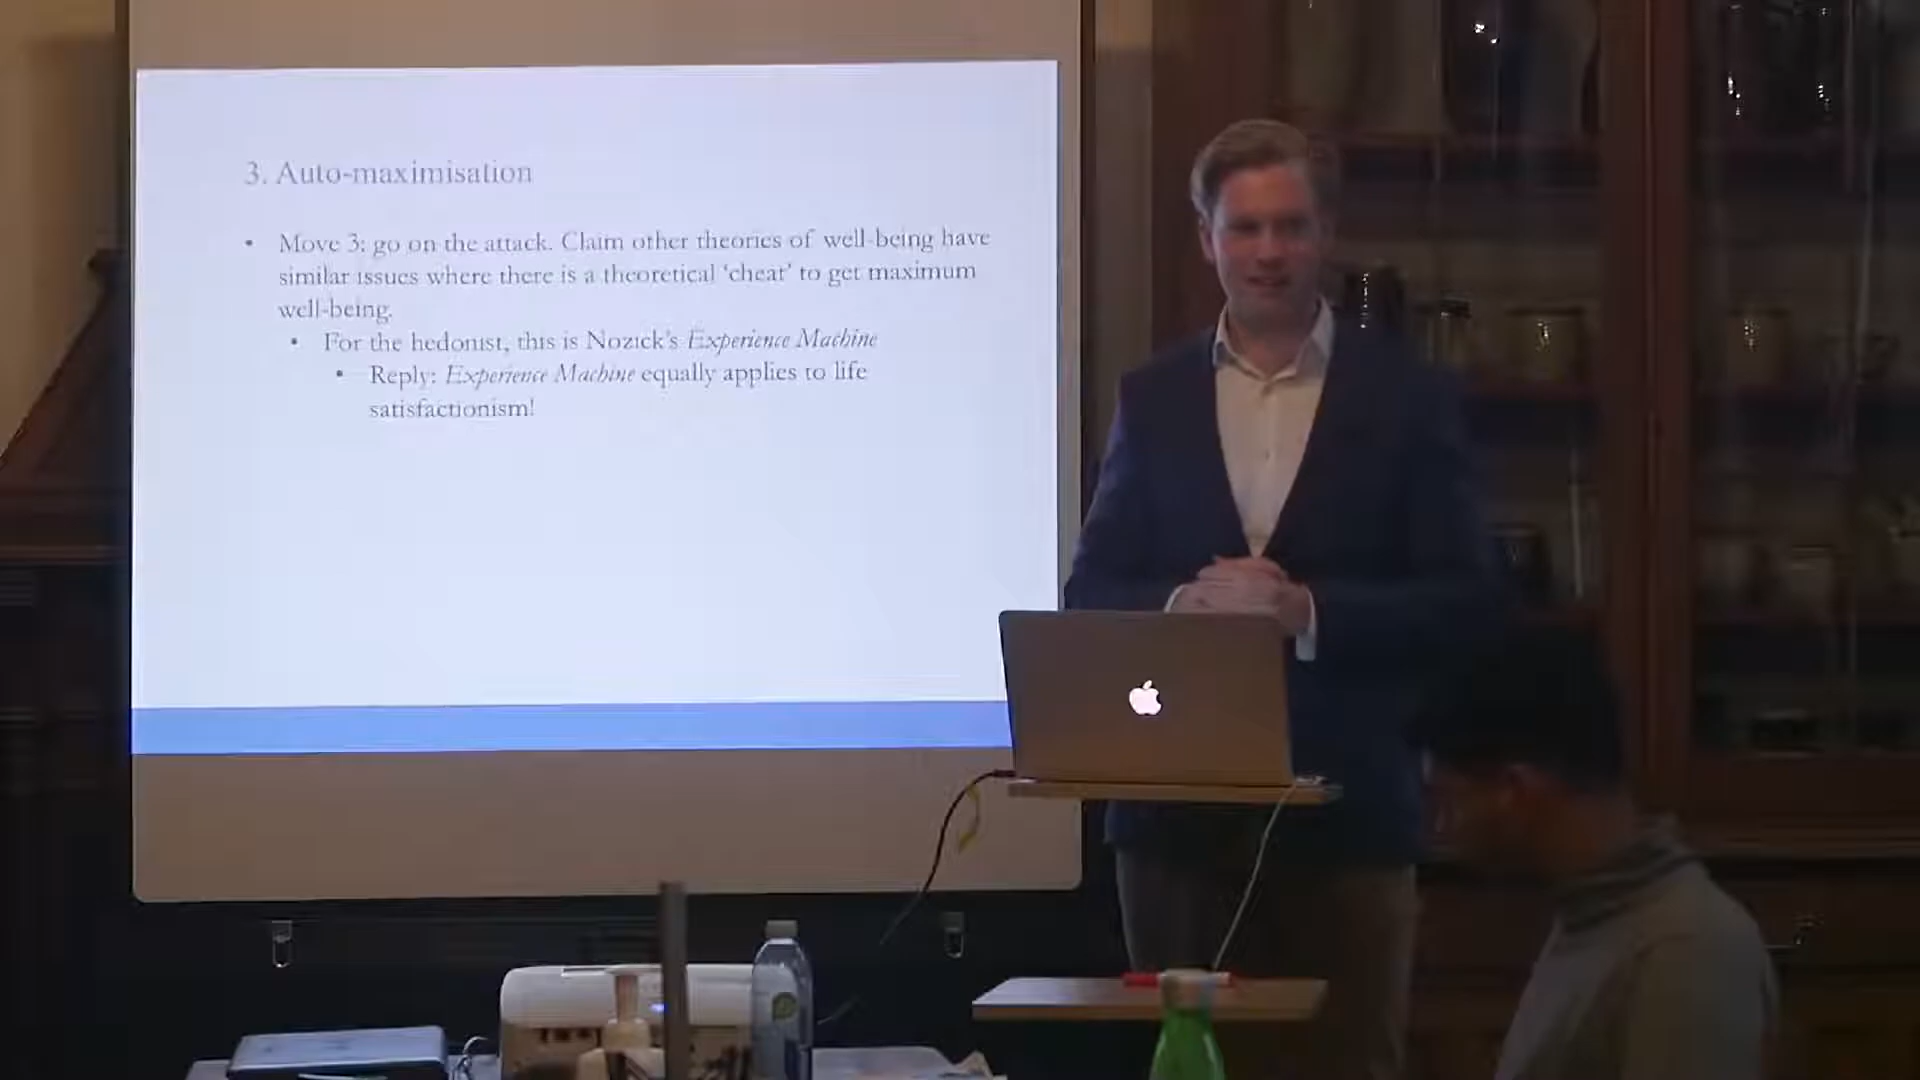 3. Auto-maximisation
• Move 3: go on the attack. Claim other theories of well-being have
similar issues where there is a theoretical ‘cheat’ to get maximum
well-being.
• For the hedonist, this is Nozick’s Experience Machine
• Reply: Experience Machine equally applies to life
satisfactionism!